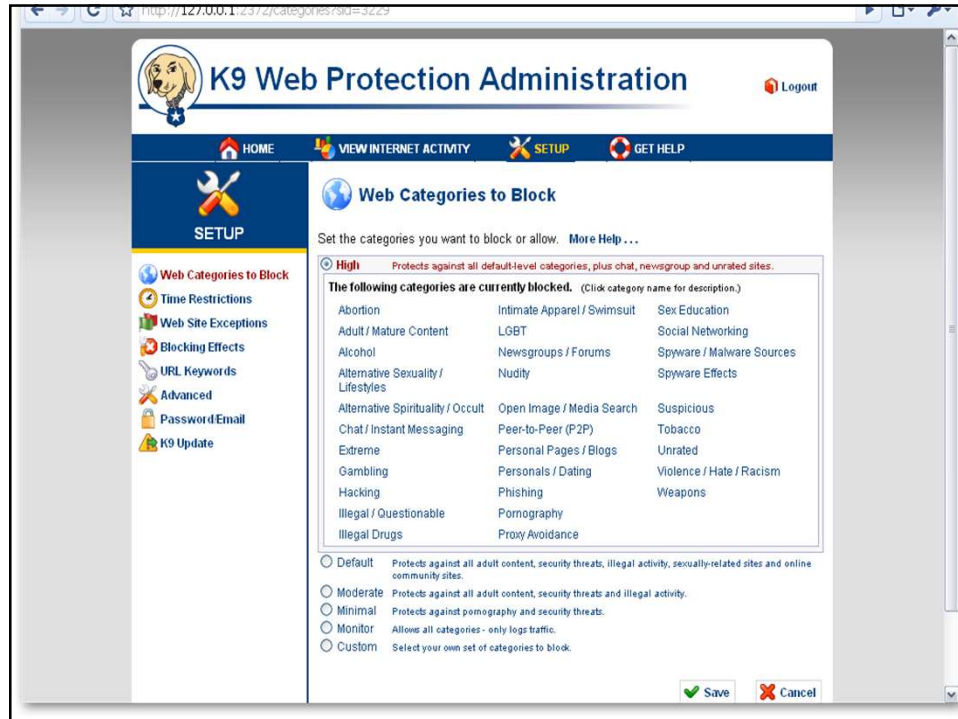 http://127.0.0.1:2372/categories?sid=3229
K9 Web Protection Administration
Logout
HOME
VIEW INTERNET ACTIVITY
SETUP
GET HELP
SETUP
Web Categories to Block
Time Restrictions
Web Site Exceptions
Blocking Effects
URL Keywords
Advanced
Password/Email
K9 Update
Web Categories to Block
Set the categories you want to block or allow. More Help . . .
High Protects against all default-level categories, plus chat, newsgroup and unrated sites.
The following categories are currently blocked. (Click category name for description.)
Abortion
Adult / Mature Content
Alcohol
Alternative Sexuality /
Lifestyles
Alternative Spirituality / Occult
Chat / Instant Messaging
Extreme
Gambling
Hacking
Illegal / Questionable
Illegal Drugs
Intimate Apparel / Swimsuit
LGBT
Newsgroups / Forums
Nudity
Open Image / Media Search
Peer-to-Peer (P2P)
Personal Pages / Blogs
Personals / Dating
Phishing
Pornography
Proxy Avoidance
Sex Education
Social Networking
Spyware / Malware Sources
Spyware Effects
Suspicious
Tobacco
Unrated
Violence / Hate / Racism
Weapons
Default Protects against all adult content, security threats, illegal activity, sexually-related sites and online
community sites.
Moderate Protects against all adult content, security threats and illegal activity.
Minimal Protects against pornography and security threats.
Monitor Allows all categories - only logs traffic.
Custom Select your own set of categories to block.
Save
Cancel